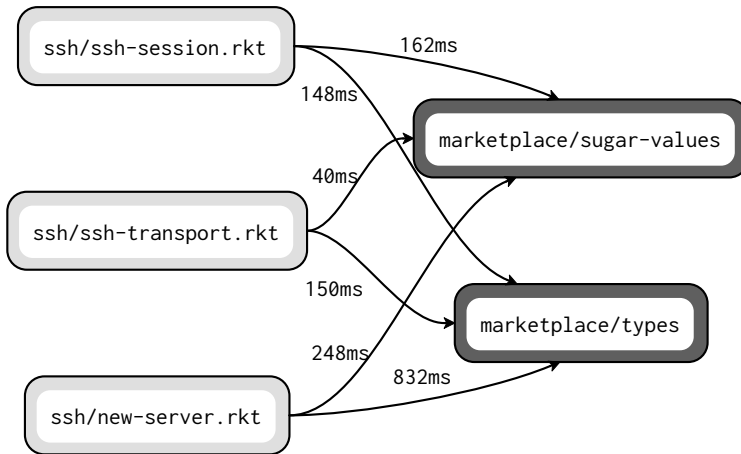 162ms
ssh/ssh-session.rkt
148ms
marketplace/sugar-values
40ms
ssh/ssh-transport.rkt
150ms
marketplace/types
248ms
832ms
ssh/new-server.rkt